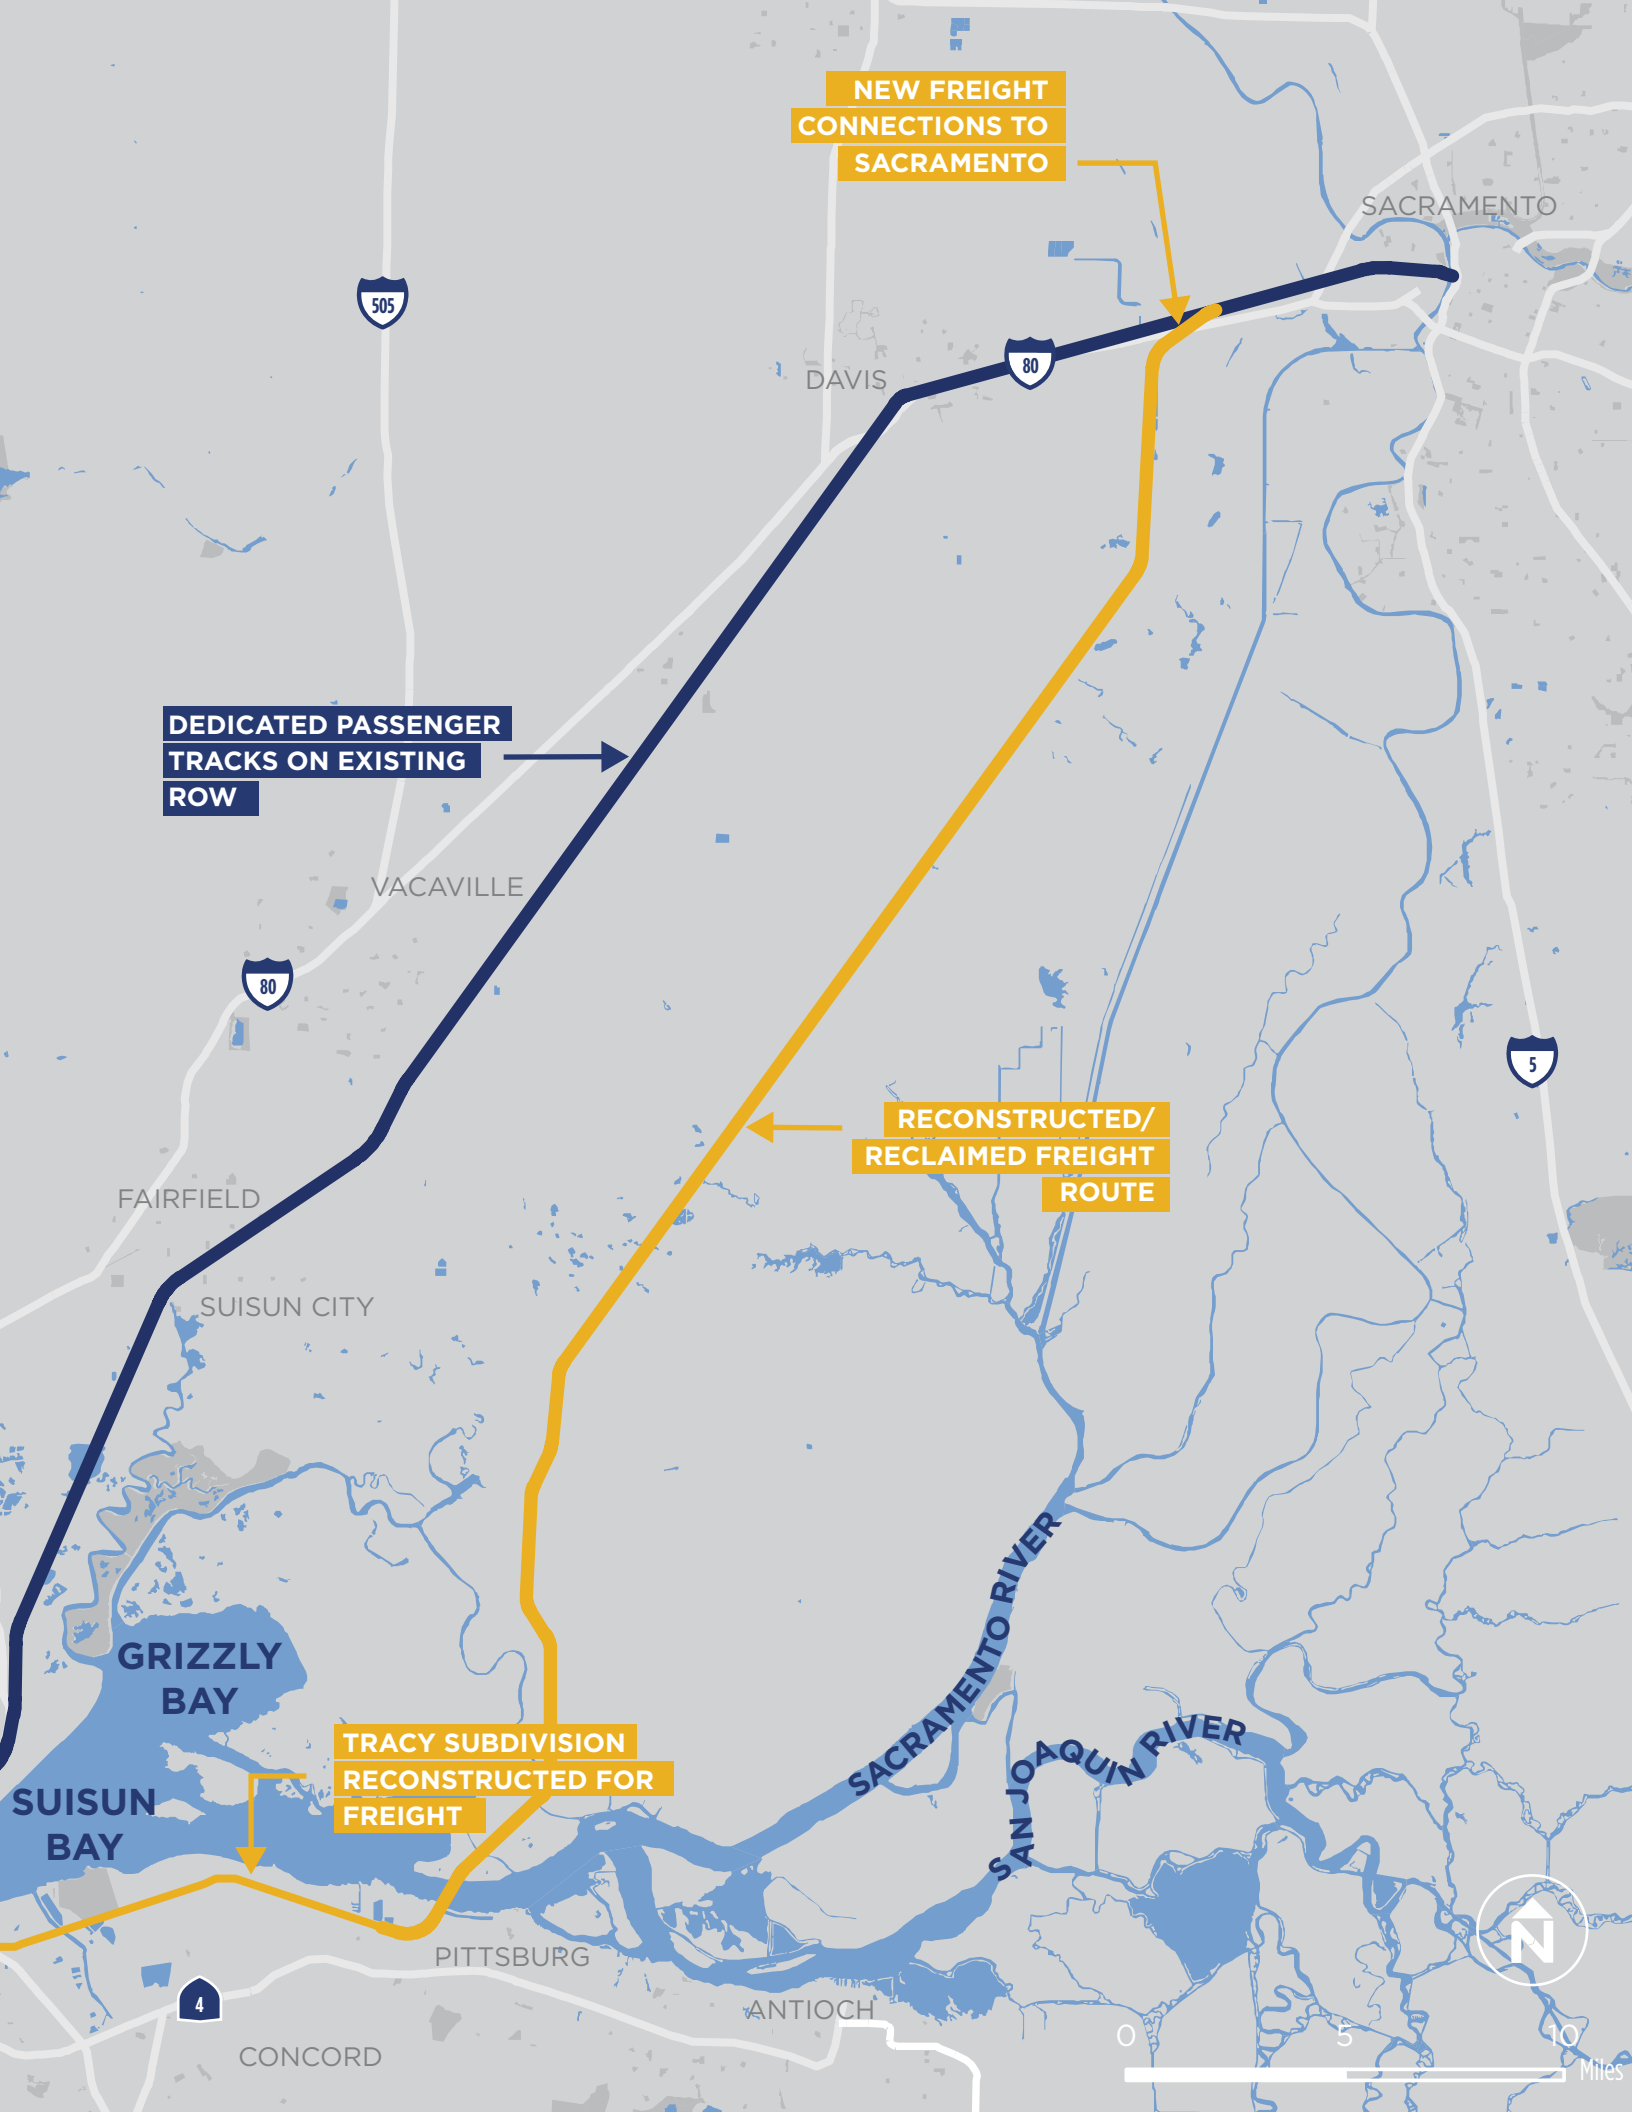 NEW FREIGHT
CONNECTIONS TO
SACRAMENTO
SACRAMENTO
505
80
DAVIS
DEDICATED PASSENGER
TRACKS ON EXISTING
ROW
VACAVILLE
80
5
RECONSTRUCTED/
RECLAIMED FREIGHT
ROUTE
FAIRFIELD
SUISUN CITY
SACRAMENTO RIVER
GRIZZLY
BAY
SAN JOAQUIN RIVER
TRACY SUBDIVISION
RECONSTRUCTED FOR
FREIGHT
SUISUN
BAY
N
PITTSBURG
4
ANTIOCH
CONCORD
0 5 10
Miles